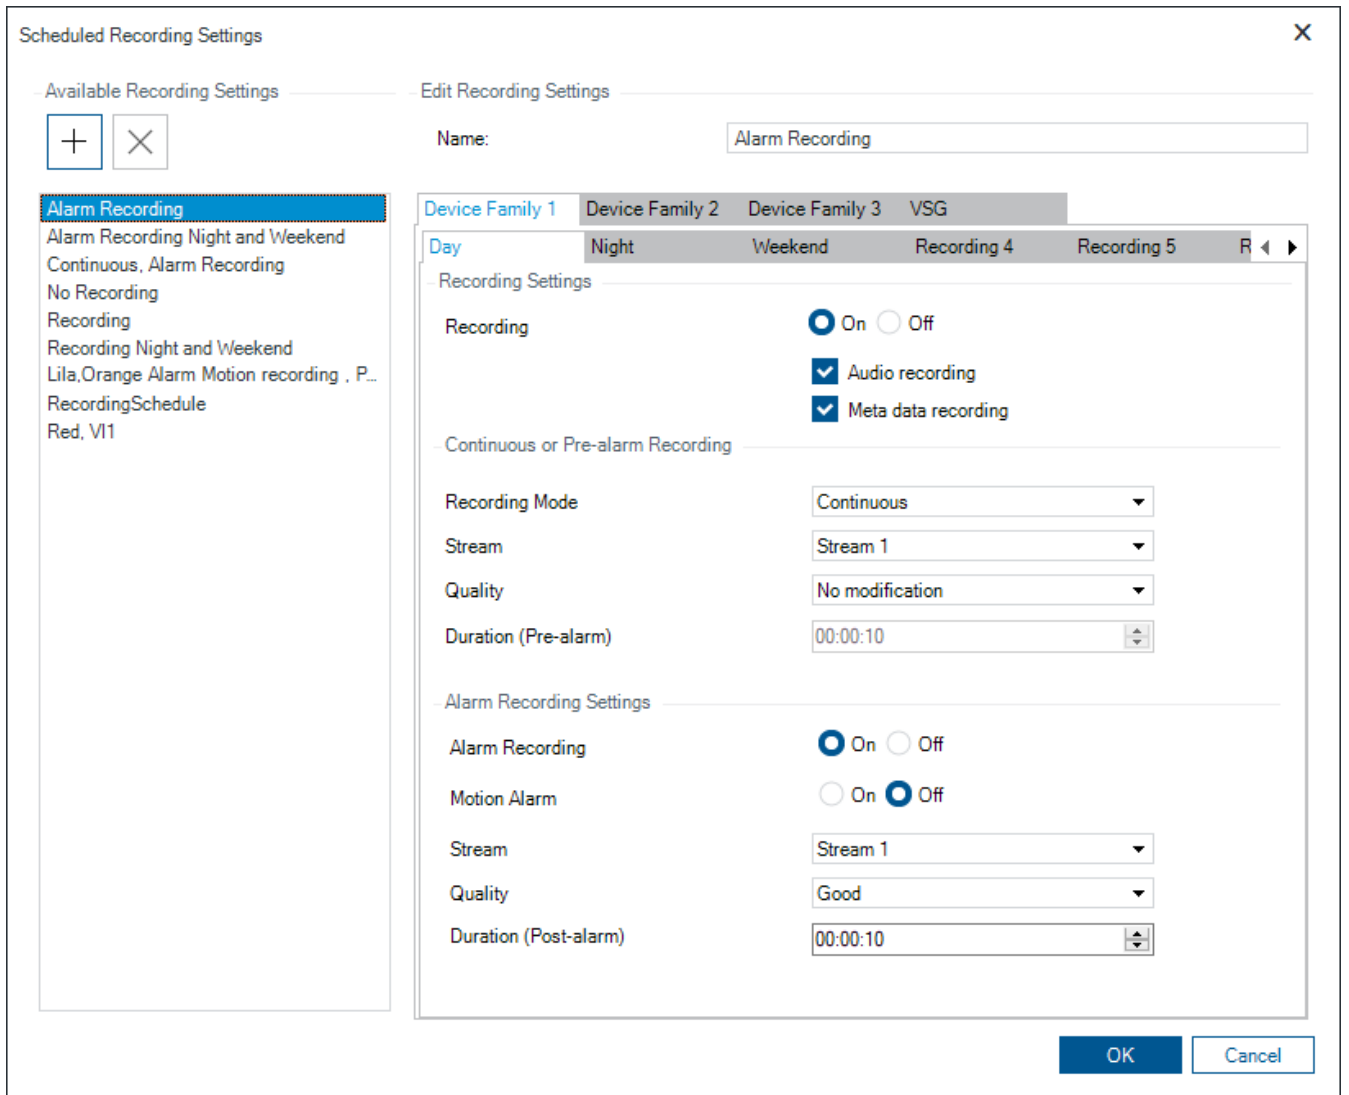 Scheduled Recording Settings
Available Recording Settings
Edit Recording Settings
Name:
Alarm Recording
Alarm Recording
Alarm Recording Night and Weekend
Continuous, Alarm Recording
No Recording
Recording
Recording Night and Weekend
Lila,Orange Alarm Motion recording , P...
RecordingSchedule
Red, VI1
Device Family 1 Device Family 2 Device Family 3 VSG
Day Night Weekend Recording 4 Recording 5 R
Recording Settings
Recording On Off
Audio recording
Meta data recording
Continuous or Pre-alarm Recording
Recording Mode Continuous
Stream Stream 1
Quality No modification
Duration (Pre-alarm) 00:00:10
Alarm Recording Settings
Alarm Recording On Off
Motion Alarm On Off
Stream Stream 1
Quality Good
Duration (Post-alarm) 00:00:10
OK Cancel